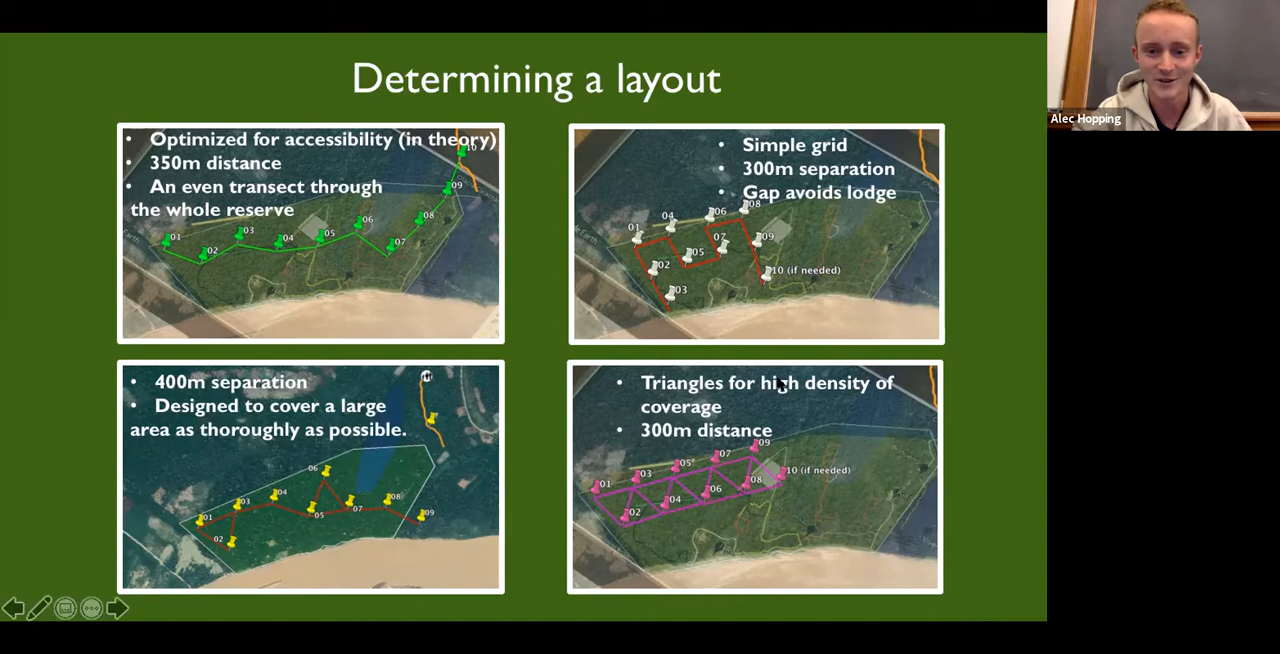 Determining a layout
Alec Hopping
• Optimized for accessibility (in theory)
• 350m distance
• An even transect through
the whole reserve
10
09
08
07
06
05
04
03
02
01
• Simple grid
• 300m separation
• Gap avoids lodge
01
04
06
08
07
09
05
02
03
10 (if needed)
Earth
• 400m separation
• Designed to cover a large
area as thoroughly as possible.
06
04
03
01
02
05
07
08
09
• Triangles for high density of
coverage
• 300m distance
09
07
05
03
01
02
04
06
08
10 (if needed)